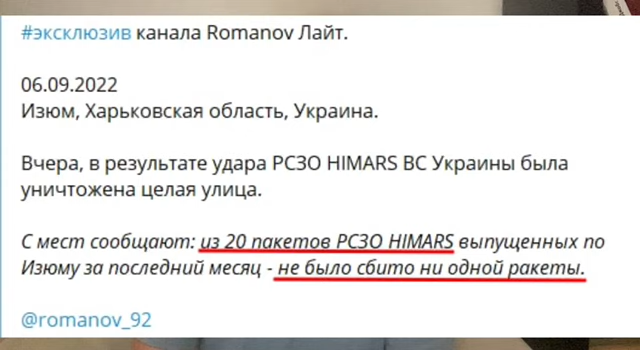 #эксклюзив канала Romanov Лайт.
06.09.2022
Изюм, Харьковская область, Украина.
Вчера, в результате удара РСЗО HIMARS ВС Украины была
уничтожена целая улица.
С мест сообщают: из 20 пакетов РСЗО HIMARS выпущенных по
Изюму за последний месяц - не было сбито ни одной ракеты.
@romanov_92